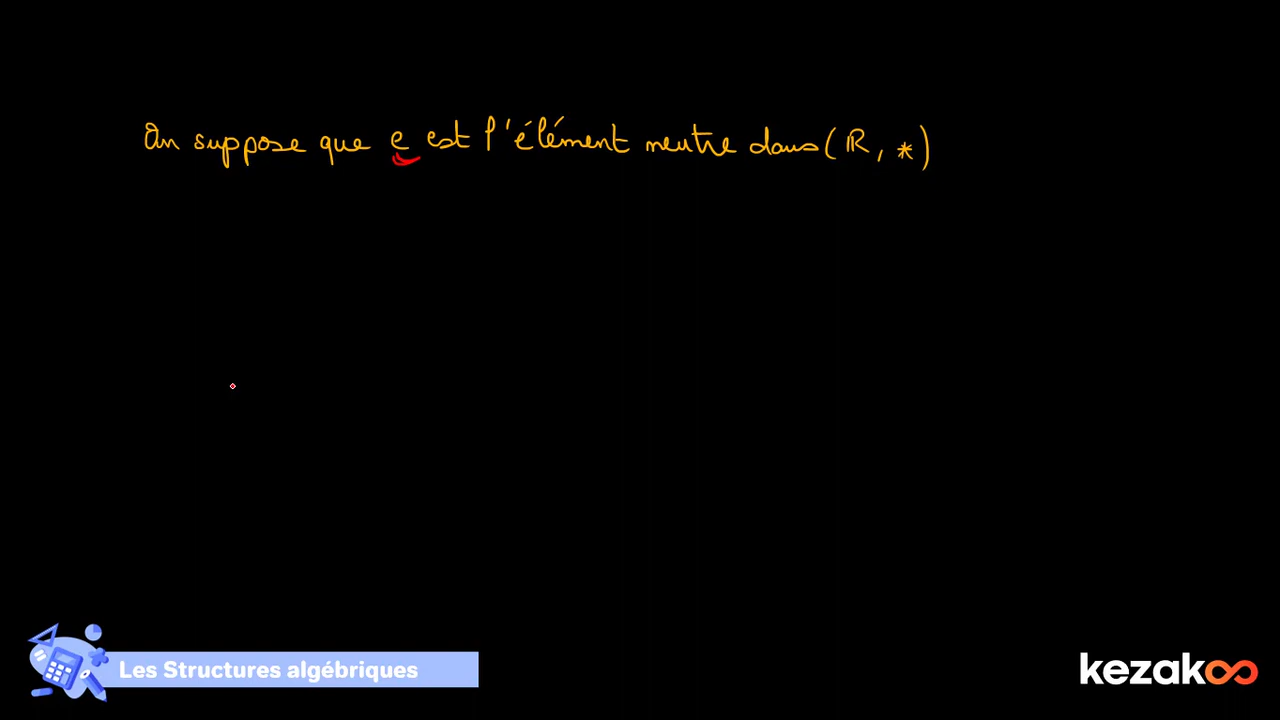 On suppose que e est l'élément neutre dans (ℝ, *)
Les Structures algébriques
kezakoo